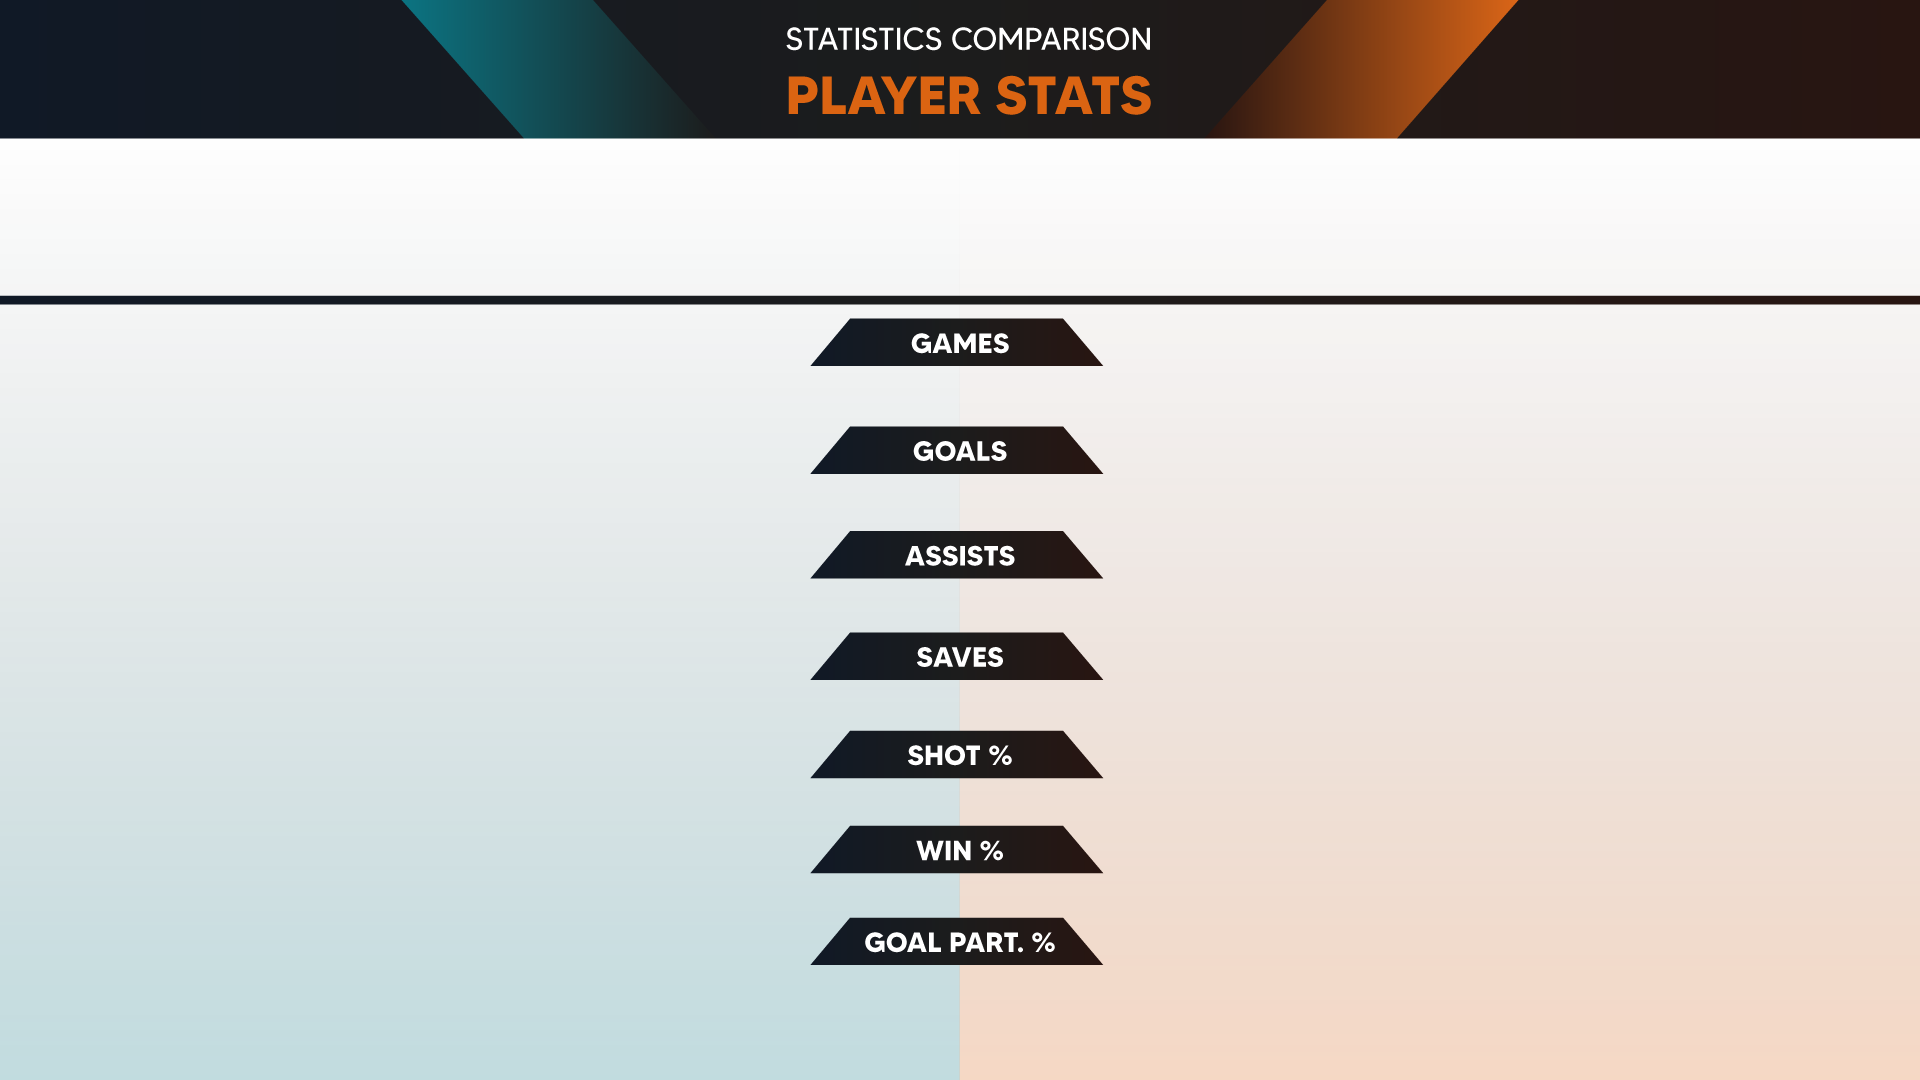 STATISTICS COMPARISON
PLAYER STATS
GAMES
GOALS
ASSISTS
SAVES
SHOT %
WIN %
GOAL PART. %